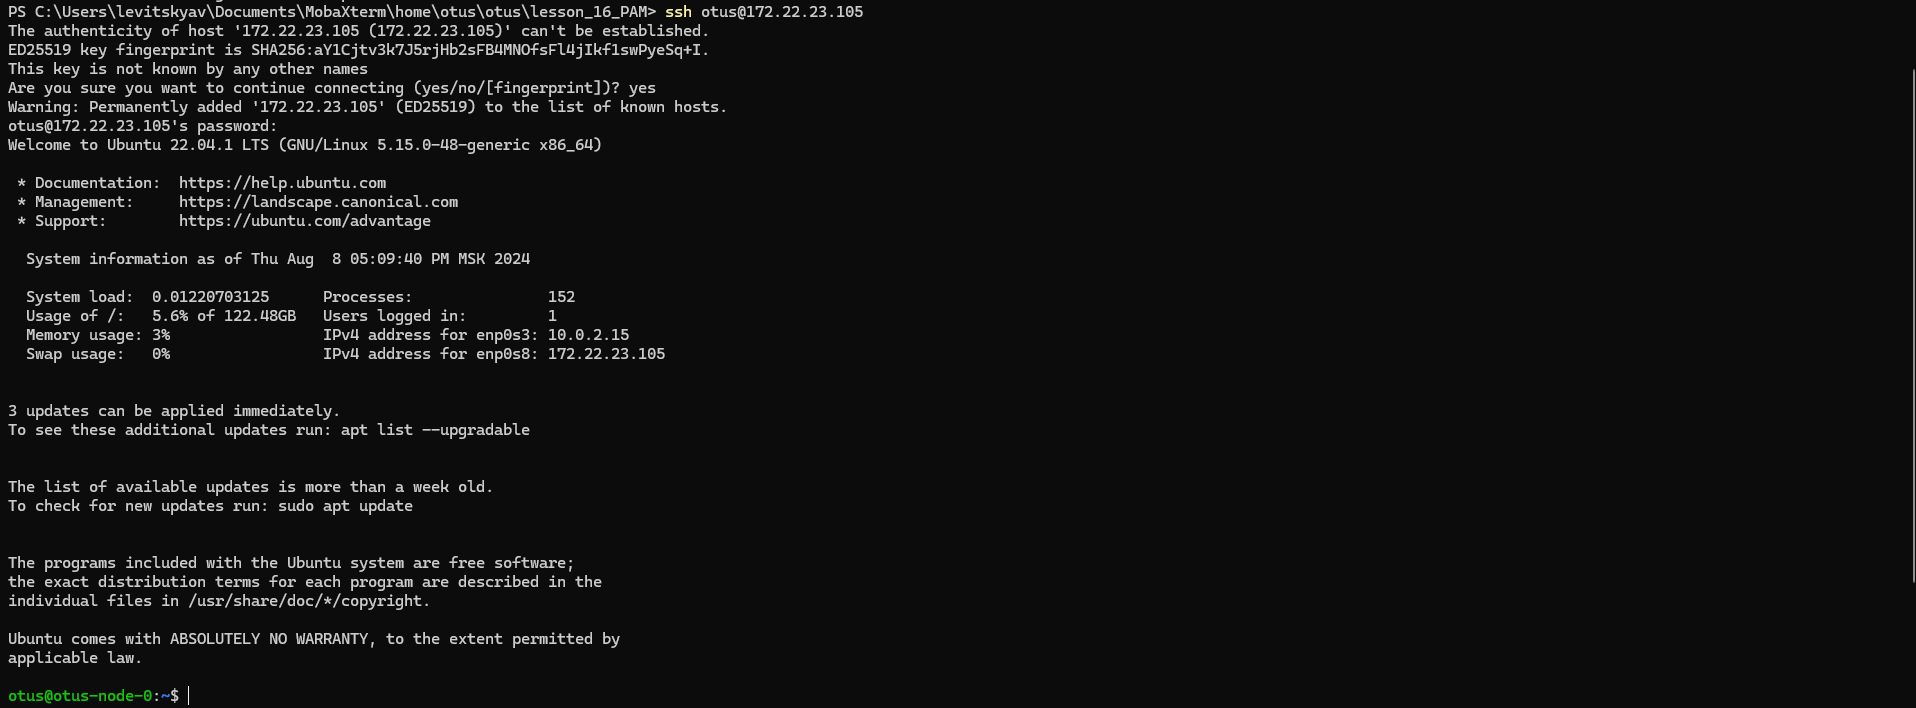 PS C:\Users\levitskyav\Documents\MobaXterm\home\otus\otus\lesson_16_PAM> ssh otus@172.22.23.105
The authenticity of host '172.22.23.105 (172.22.23.105)' can't be established.
ED25519 key fingerprint is SHA256:aY1Cjtv3k7J5rjHb2sFB4MNOfsFl4jIkf1swPyeSq+I.
This key is not known by any other names
Are you sure you want to continue connecting (yes/no/[fingerprint])? yes
Warning: Permanently added '172.22.23.105' (ED25519) to the list of known hosts.
otus@172.22.23.105's password:
Welcome to Ubuntu 22.04.1 LTS (GNU/Linux 5.15.0-48-generic x86_64)

 * Documentation:  https://help.ubuntu.com
 * Management:     https://landscape.canonical.com
 * Support:        https://ubuntu.com/advantage

  System information as of Thu Aug  8 05:09:40 PM MSK 2024

  System load:  0.01220703125      Processes:               152
  Usage of /:   5.6% of 122.48GB   Users logged in:         1
  Memory usage: 3%                 IPv4 address for enp0s3: 10.0.2.15
  Swap usage:   0%                 IPv4 address for enp0s8: 172.22.23.105


3 updates can be applied immediately.
To see these additional updates run: apt list --upgradable


The list of available updates is more than a week old.
To check for new updates run: sudo apt update


The programs included with the Ubuntu system are free software;
the exact distribution terms for each program are described in the
individual files in /usr/share/doc/*/copyright.

Ubuntu comes with ABSOLUTELY NO WARRANTY, to the extent permitted by
applicable law.

otus@otus-node-0:~$